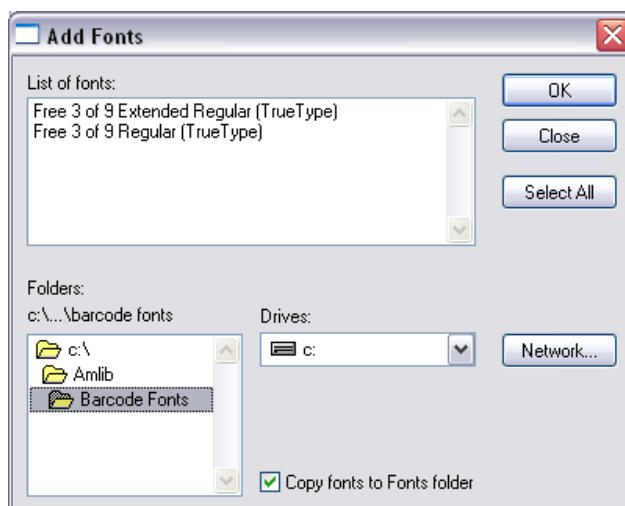 Add Fonts
List of fonts:
Free 3 of 9 Extended Regular (TrueType)
Free 3 of 9 Regular (TrueType)
OK
Close
Select All
Folders:
c:\...\barcode fonts
Drives:
c:\
Amlib
Barcode Fonts
c:
Network...
Copy fonts to Fonts folder